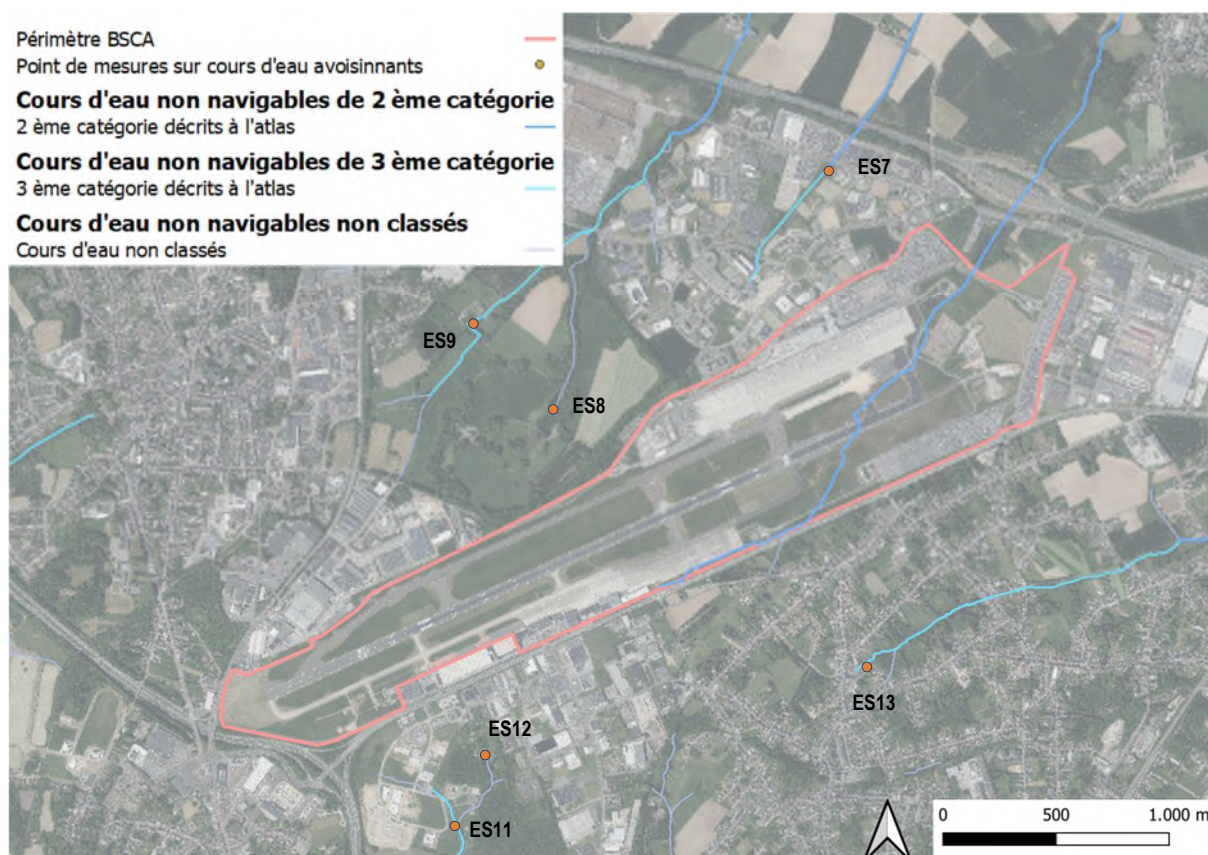 Périmètre BSCA
Point de mesures sur cours d'eau avoisinnants
Cours d'eau non navigables de 2 ème catégorie
2 ème catégorie décrits à l'atlas
Cours d'eau non navigables de 3 ème catégorie
3 ème catégorie décrits à l'atlas
Cours d'eau non navigables non classés
Cours d'eau non classés
ES7
ES9
ES8
ES13
ES12
ES11
0 500 1.000 m